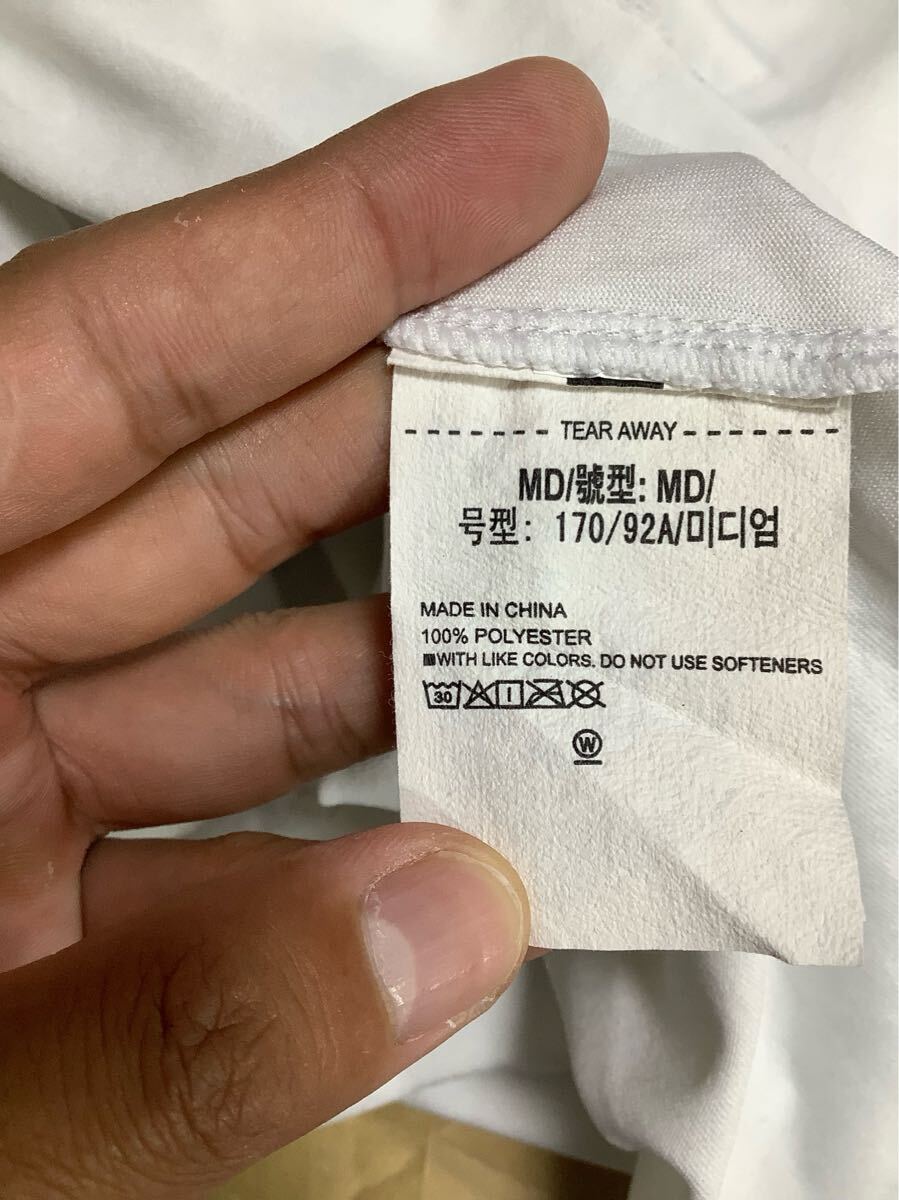 TEAR AWAY
MD/號型: MD/
号型: 170/92A/미디엄
MADE IN CHINA
100% POLYESTER
WITH LIKE COLORS. DO NOT USE SOFTENERS
30
W